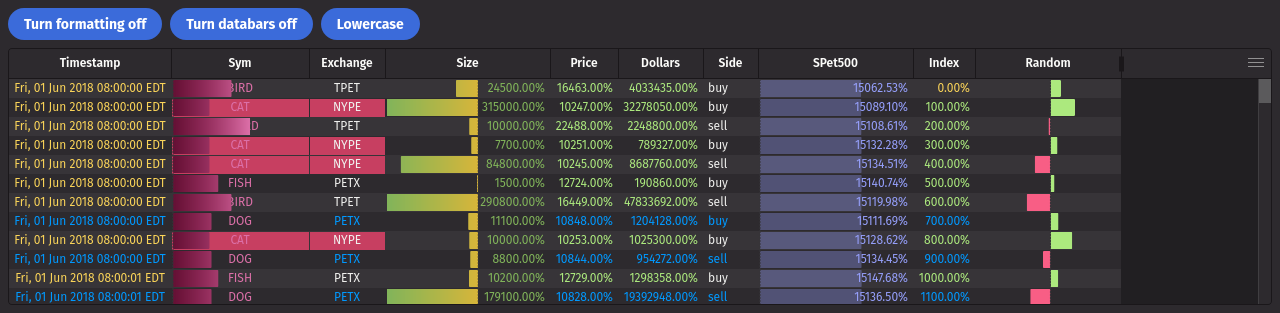 Turn formatting off Turn databars off Lowercase
Timestamp Sym Exchange Size Price Dollars Side SPet500 Index Random
Fri, 01 Jun 2018 08:00:00 EDT BIRD TPET 24500.00% 16463.00% 4033435.00% buy 15062.53% 0.00%
Fri, 01 Jun 2018 08:00:00 EDT CAT NYPE 315000.00% 10247.00% 32278050.00% buy 15089.10% 100.00%
Fri, 01 Jun 2018 08:00:00 EDT D TPET 10000.00% 22488.00% 2248800.00% sell 15108.61% 200.00%
Fri, 01 Jun 2018 08:00:00 EDT CAT NYPE 7700.00% 10251.00% 789327.00% buy 15132.28% 300.00%
Fri, 01 Jun 2018 08:00:00 EDT CAT NYPE 84800.00% 10245.00% 8687760.00% sell 15134.51% 400.00%
Fri, 01 Jun 2018 08:00:00 EDT FISH PETX 1500.00% 12724.00% 190860.00% buy 15140.74% 500.00%
Fri, 01 Jun 2018 08:00:00 EDT BIRD TPET 290800.00% 16449.00% 47833692.00% sell 15119.98% 600.00%
Fri, 01 Jun 2018 08:00:00 EDT DOG PETX 11100.00% 10848.00% 1204128.00% buy 15111.69% 700.00%
Fri, 01 Jun 2018 08:00:00 EDT CAT NYPE 10000.00% 10253.00% 1025300.00% buy 15128.62% 800.00%
Fri, 01 Jun 2018 08:00:00 EDT DOG PETX 8800.00% 10844.00% 954272.00% sell 15134.45% 900.00%
Fri, 01 Jun 2018 08:00:01 EDT FISH PETX 10200.00% 12729.00% 1298358.00% buy 15147.68% 1000.00%
Fri, 01 Jun 2018 08:00:01 EDT DOG PETX 179100.00% 10828.00% 19392948.00% sell 15136.50% 1100.00%